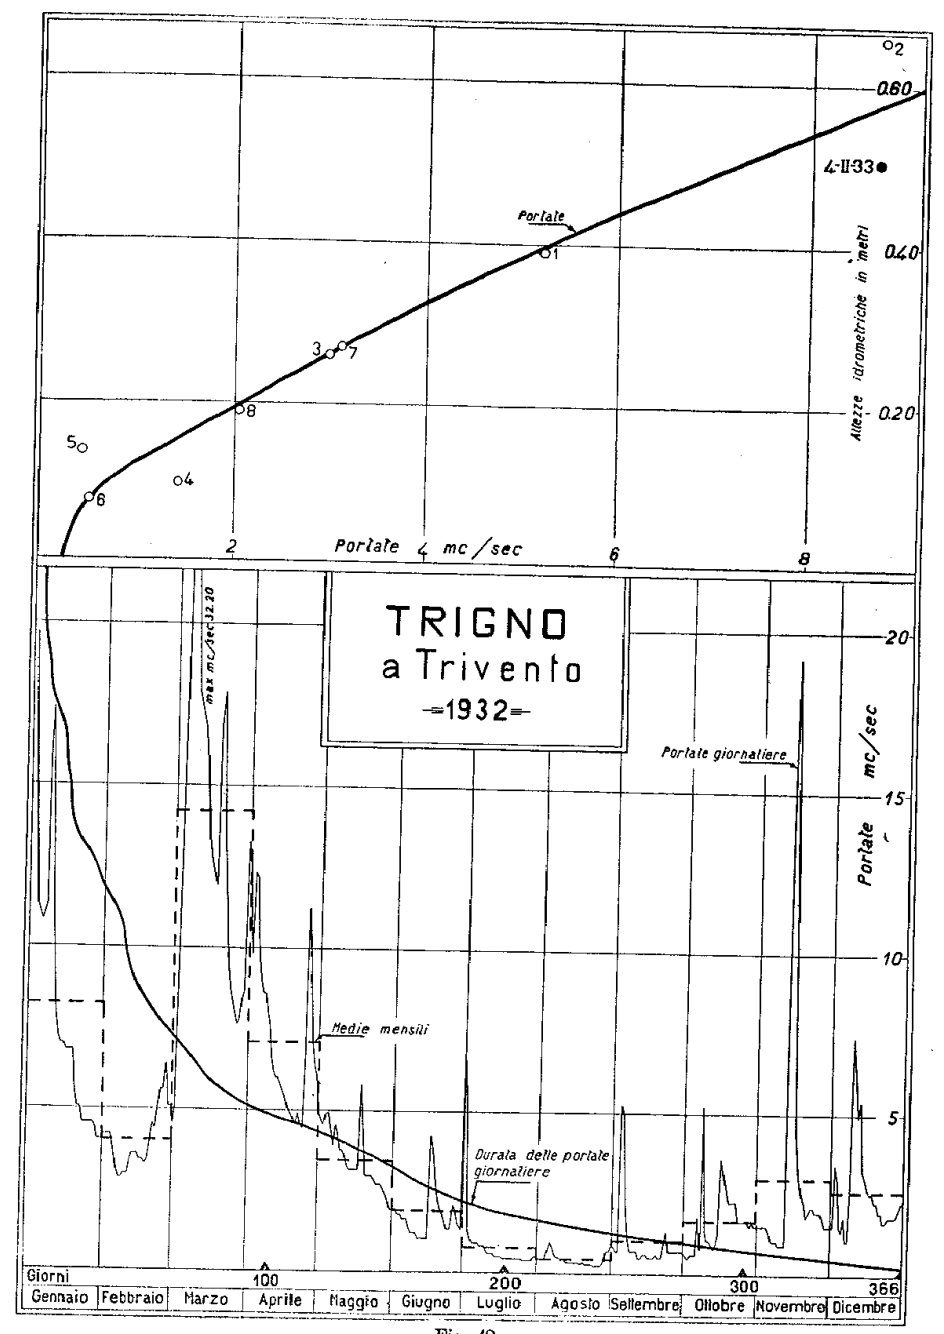 2
0.60
4-II-33
Portate
1
0.40
Altezze idrometriche in metri
3 7
8
0.20
5
4
6
2 Portate 4 mc/sec 6 8
max mc/sec.32.20
TRIGNO
a Trivento
=1932=
20
Portate mc/sec
Portate giornaliere
15
10
Medie mensili
5
Durata delle portate
giornaliere
Giorni 100 200 300 366
Gennaio Febbraio Marzo Aprile Maggio Giugno Luglio Agosto Settembre Ottobre Novembre Dicembre